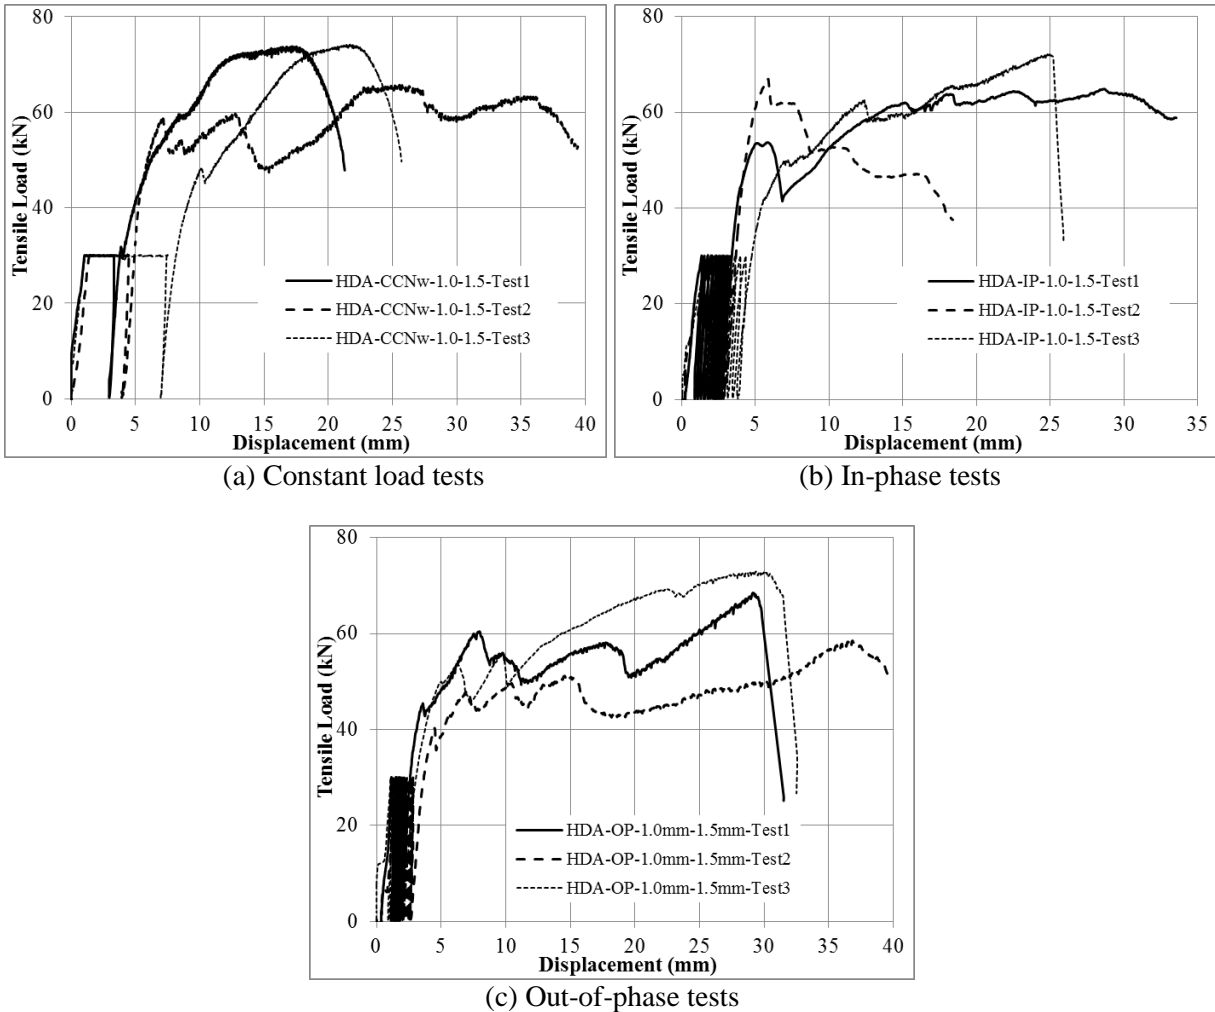 80
60
40
20
0
Tensile Load (kN)
HDA-CCNw-1.0-1.5-Test1
HDA-CCNw-1.0-1.5-Test2
HDA-CCNw-1.0-1.5-Test3
0 5 10 15 20 25 30 35 40
Displacement (mm)
(a) Constant load tests
80
60
40
20
0
Tensile Load (kN)
HDA-IP-1.0-1.5-Test1
HDA-IP-1.0-1.5-Test2
HDA-IP-1.0-1.5-Test3
0 5 10 15 20 25 30 35
Displacement (mm)
(b) In-phase tests
80
60
40
20
0
Tensile Load (kN)
HDA-OP-1.0mm-1.5mm-Test1
HDA-OP-1.0mm-1.5mm-Test2
HDA-OP-1.0mm-1.5mm-Test3
0 5 10 15 20 25 30 35 40
Displacement (mm)
(c) Out-of-phase tests